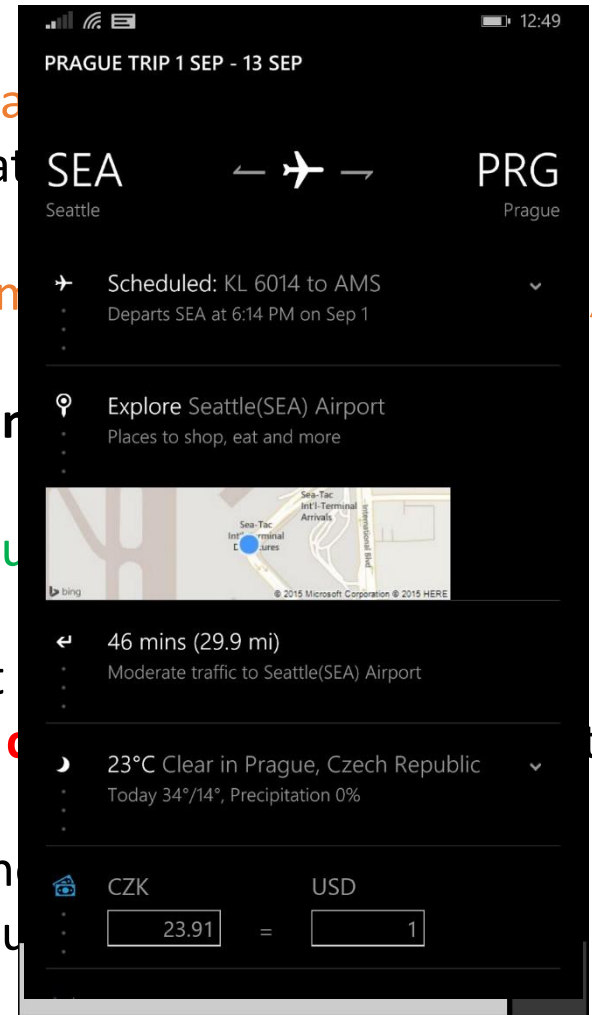 12:49
PRAGUE TRIP 1 SEP - 13 SEP
SEA PRG
Seattle Prague
Scheduled: KL 6014 to AMS
Departs SEA at 6:14 PM on Sep 1
Explore Seattle(SEA) Airport
Places to shop, eat and more
Sea-Tac
Int'l-Terminal
Arrivals
International Blvd
Sea-Tac
bing
© 2015 Microsoft Corporation © 2015 HERE
46 mins (29.9 mi)
Moderate traffic to Seattle(SEA) Airport
23°C Clear in Prague, Czech Republic
Today 34°/14°, Precipitation 0%
CZK USD
23.91 = 1